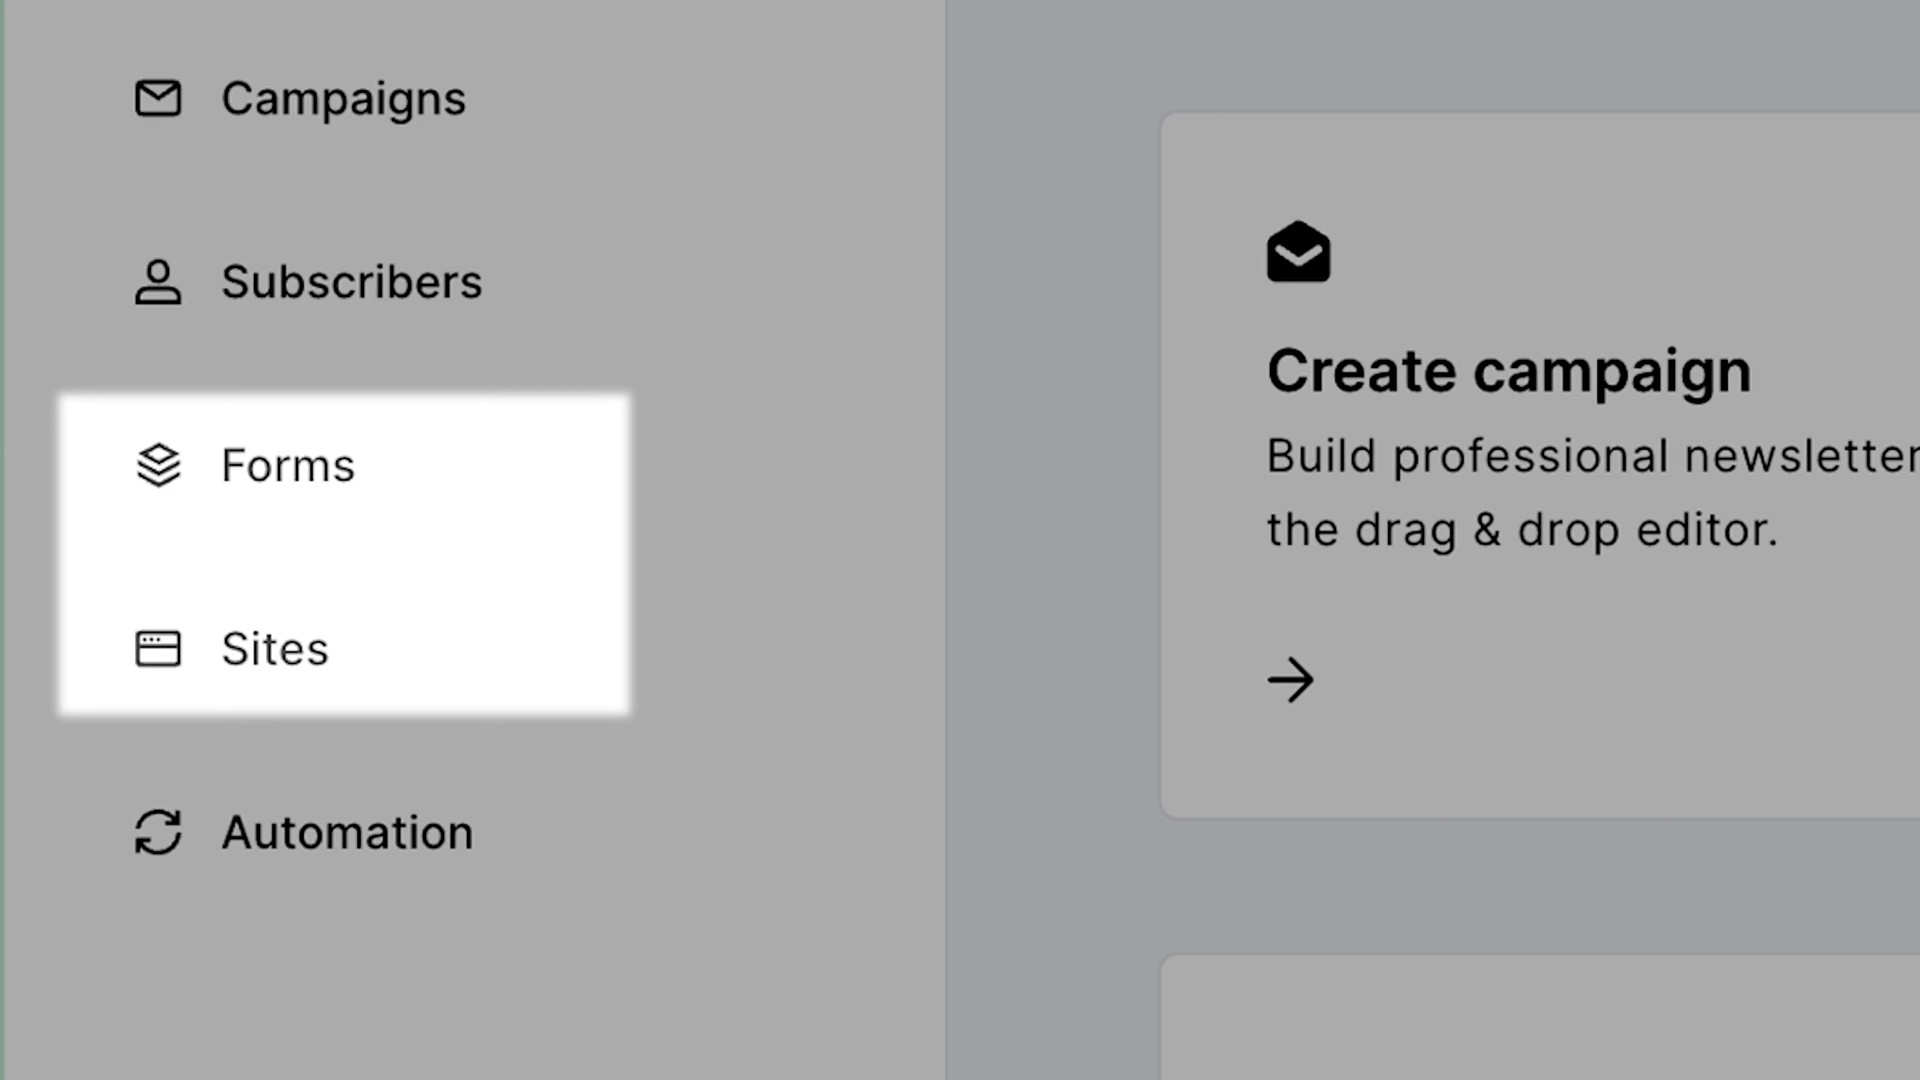 Campaigns
Subscribers
Forms
Sites
Automation
Create campaign
Build professional newsletter
the drag & drop editor.